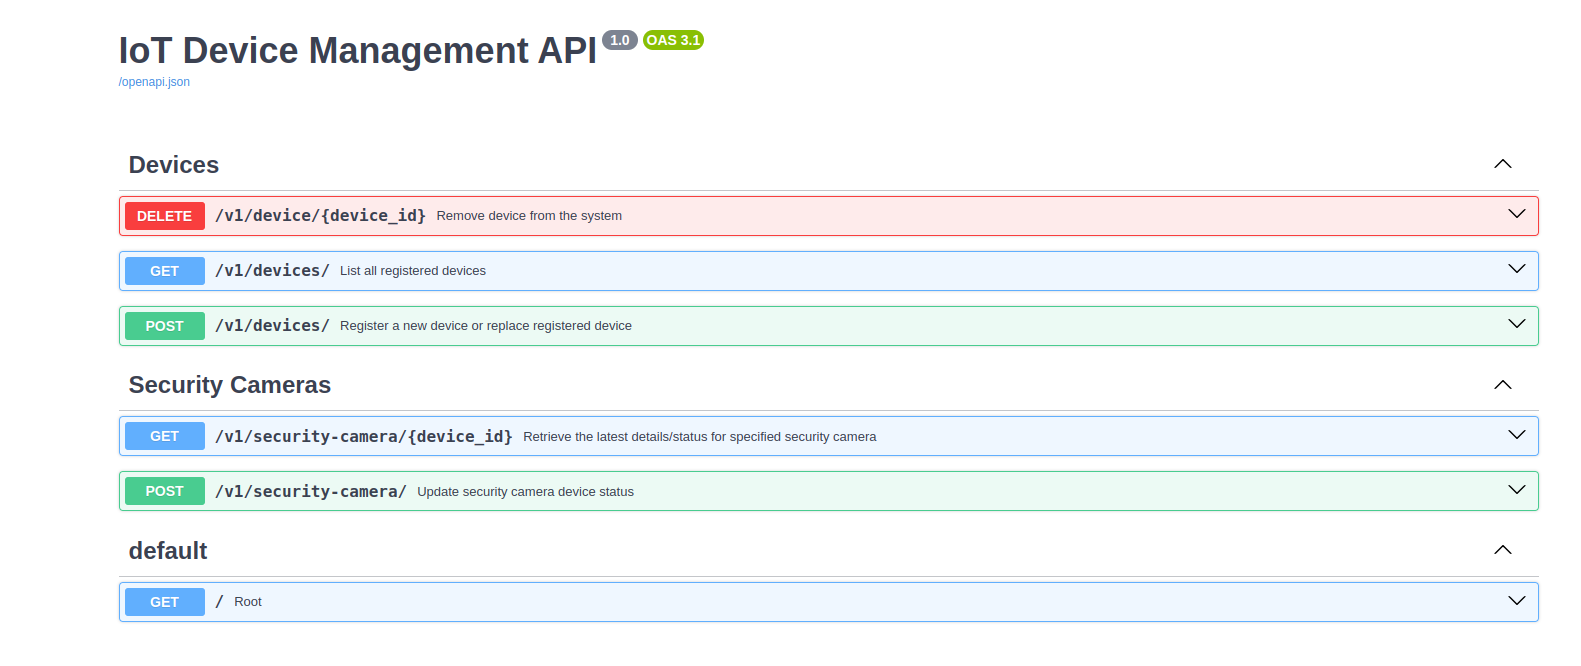 IoT Device Management API 1.0 OAS 3.1
/openapi.json
Devices
DELETE /v1/device/{device_id} Remove device from the system
GET /v1/devices/ List all registered devices
POST /v1/devices/ Register a new device or replace registered device
Security Cameras
GET /v1/security-camera/{device_id} Retrieve the latest details/status for specified security camera
POST /v1/security-camera/ Update security camera device status
default
GET / Root